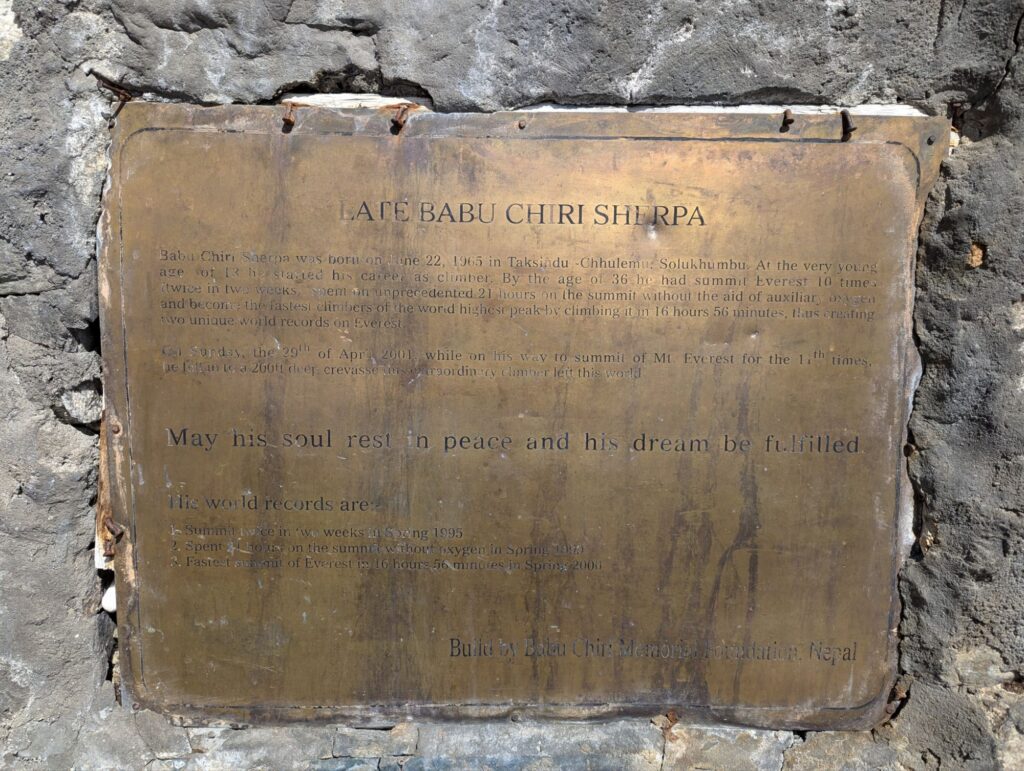 LATE BABU CHIRI SHERPA
Babu Chiri Sherpa was born on June 22, 1965 in Taksindu -Chhulemu, Solukhumbu. At the very young
age of 13 he started his career as climber. By the age of 36 he had summit Everest 10 times
(twice in two weeks), spent on unprecedented 21 hours on the summit without the aid of auxiliary oxygen
and become the fastest climbers of the world highest peak by climbing it in 16 hours 56 minutes, thus creating
two unique world records on Everest.
On Sunday, the 29th of April 2001, while on his way to summit of Mt. Everest for the 11th times,
he fell in to a deep crevasse extraordinary climber left this world
May his soul rest in peace and his dream be fulfilled
His world records are:
1. Summit twice in two weeks in Spring 1995
2. Spent 21 hours on the summit without oxygen in Spring 1999
3. Fastest summit of Everest in 16 hours 56 minutes in Spring 2000
Build by Babu Chiri Memorial Foundation, Nepal